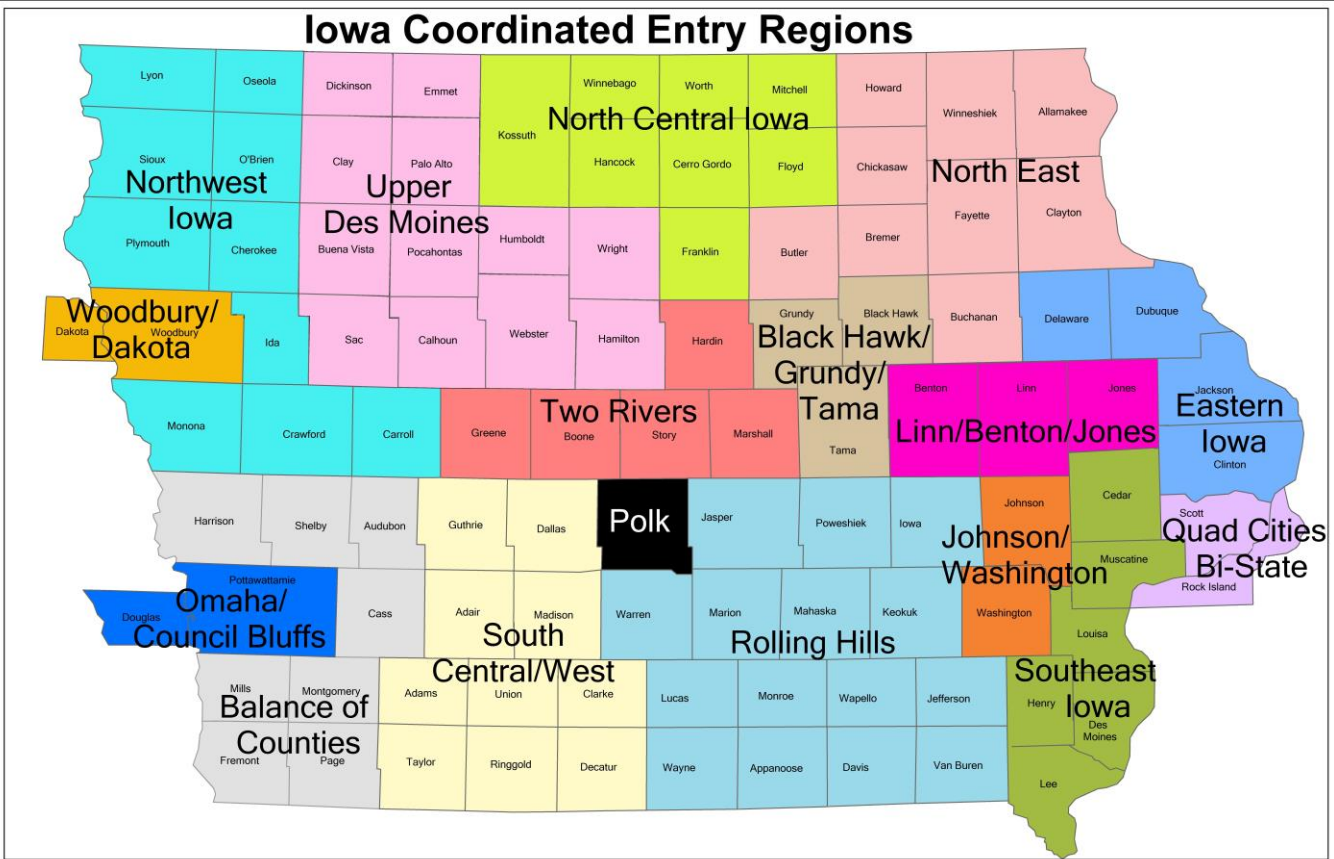 Iowa Coordinated Entry Regions
Lyon
Oseola
Dickinson
Emmet
Kossuth
Winnebago
Worth
Mitchell
Howard
Winneshiek
Allamakee
North Central Iowa
Sioux
O'Brien
Clay
Palo Alto
Hancock
Cerro Gordo
Floyd
Chickasaw
Northwest
Iowa
Upper
Des Moines
North East
Plymouth
Cherokee
Buena Vista
Pocahontas
Humboldt
Wright
Franklin
Butler
Bremer
Fayette
Clayton
Woodbury/
Dakota
Dakota
Woodbury
Ida
Sac
Calhoun
Webster
Hamilton
Hardin
Grundy
Black Hawk
Black Hawk/
Grundy/
Tama
Buchanan
Delaware
Dubuque
Monona
Crawford
Carroll
Two Rivers
Greene
Boone
Story
Marshall
Tama
Benton
Linn
Jones
Linn/Benton/Jones
Jackson
Eastern
Iowa
Clinton
Harrison
Shelby
Audubon
Guthrie
Dallas
Polk
Jasper
Poweshiek
Iowa
Johnson
Johnson/
Washington
Cedar
Scott
Quad Cities
Bi-State
Muscatine
Rock Island
Pottawattamie
Douglas
Omaha/
Council Bluffs
Cass
Adair
Madison
South
Central/West
Warren
Marion
Mahaska
Keokuk
Rolling Hills
Washington
Louisa
Southeast
Iowa
Mills
Montgomery
Balance of
Counties
Fremont
Page
Adams
Union
Clarke
Lucas
Monroe
Wapello
Jefferson
Henry
Des
Moines
Taylor
Ringgold
Decatur
Wayne
Appanoose
Davis
Van Buren
Lee